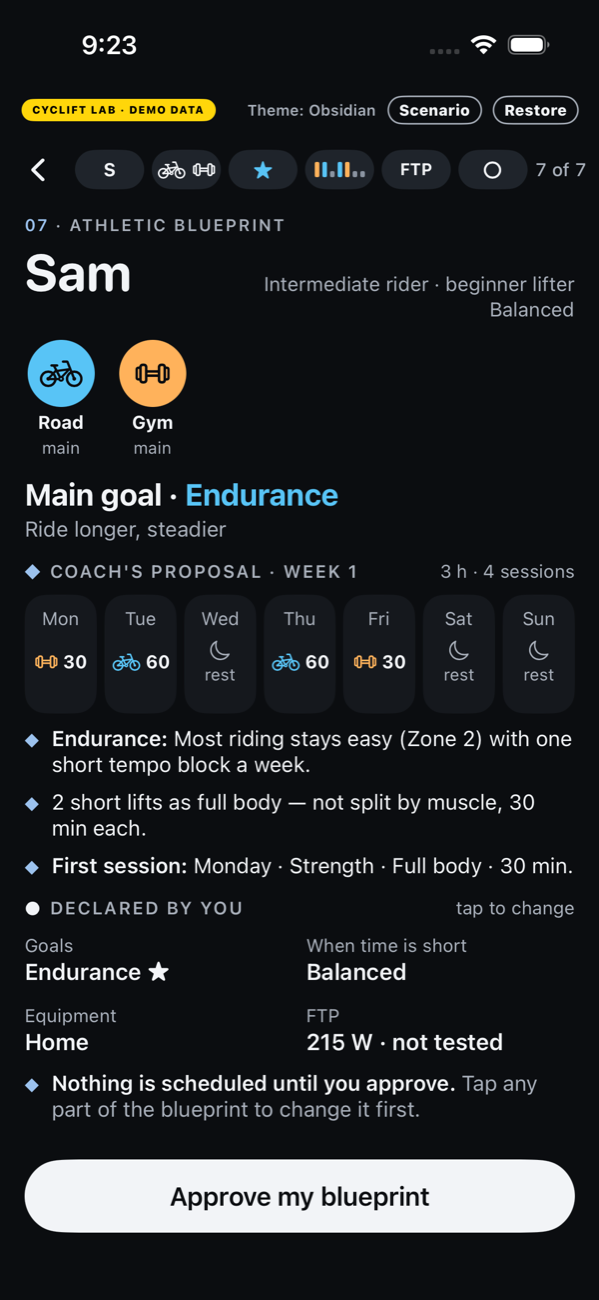 9:23
CYCLIFT LAB · DEMO DATA
Theme: Obsidian
Scenario
Restore
S
FTP
7 of 7
07 · ATHLETIC BLUEPRINT
Sam
Intermediate rider · beginner lifter
Balanced
Road
main
Gym
main
Main goal · Endurance
Ride longer, steadier
COACH'S PROPOSAL · WEEK 1
3 h · 4 sessions
Mon
30
Tue
60
Wed
rest
Thu
60
Fri
30
Sat
rest
Sun
rest
Endurance: Most riding stays easy (Zone 2) with one
short tempo block a week.
2 short lifts as full body — not split by muscle, 30
min each.
First session: Monday · Strength · Full body · 30 min.
DECLARED BY YOU
tap to change
Goals
Endurance ★
When time is short
Balanced
Equipment
Home
FTP
215 W · not tested
Nothing is scheduled until you approve. Tap any
part of the blueprint to change it first.
Approve my blueprint